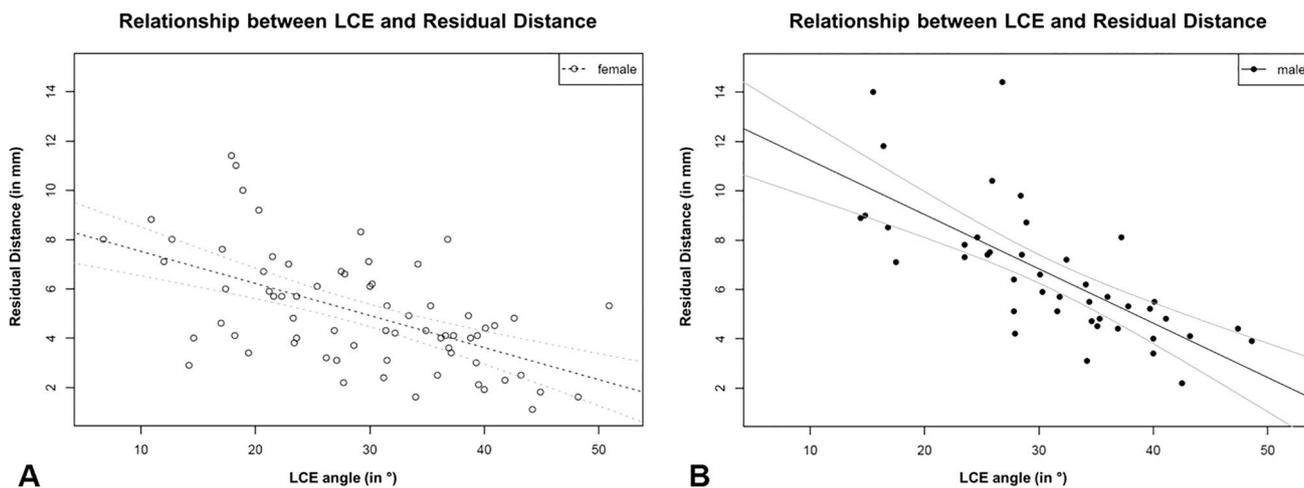 Relationship between LCE and Residual Distance
female
14
12
10
8
6
4
2
Residual Distance (in mm)
10 20 30 40 50
LCE angle (in °)
A
Relationship between LCE and Residual Distance
male
14
12
10
8
6
4
2
Residual Distance (in mm)
10 20 30 40 50
LCE angle (in °)
B